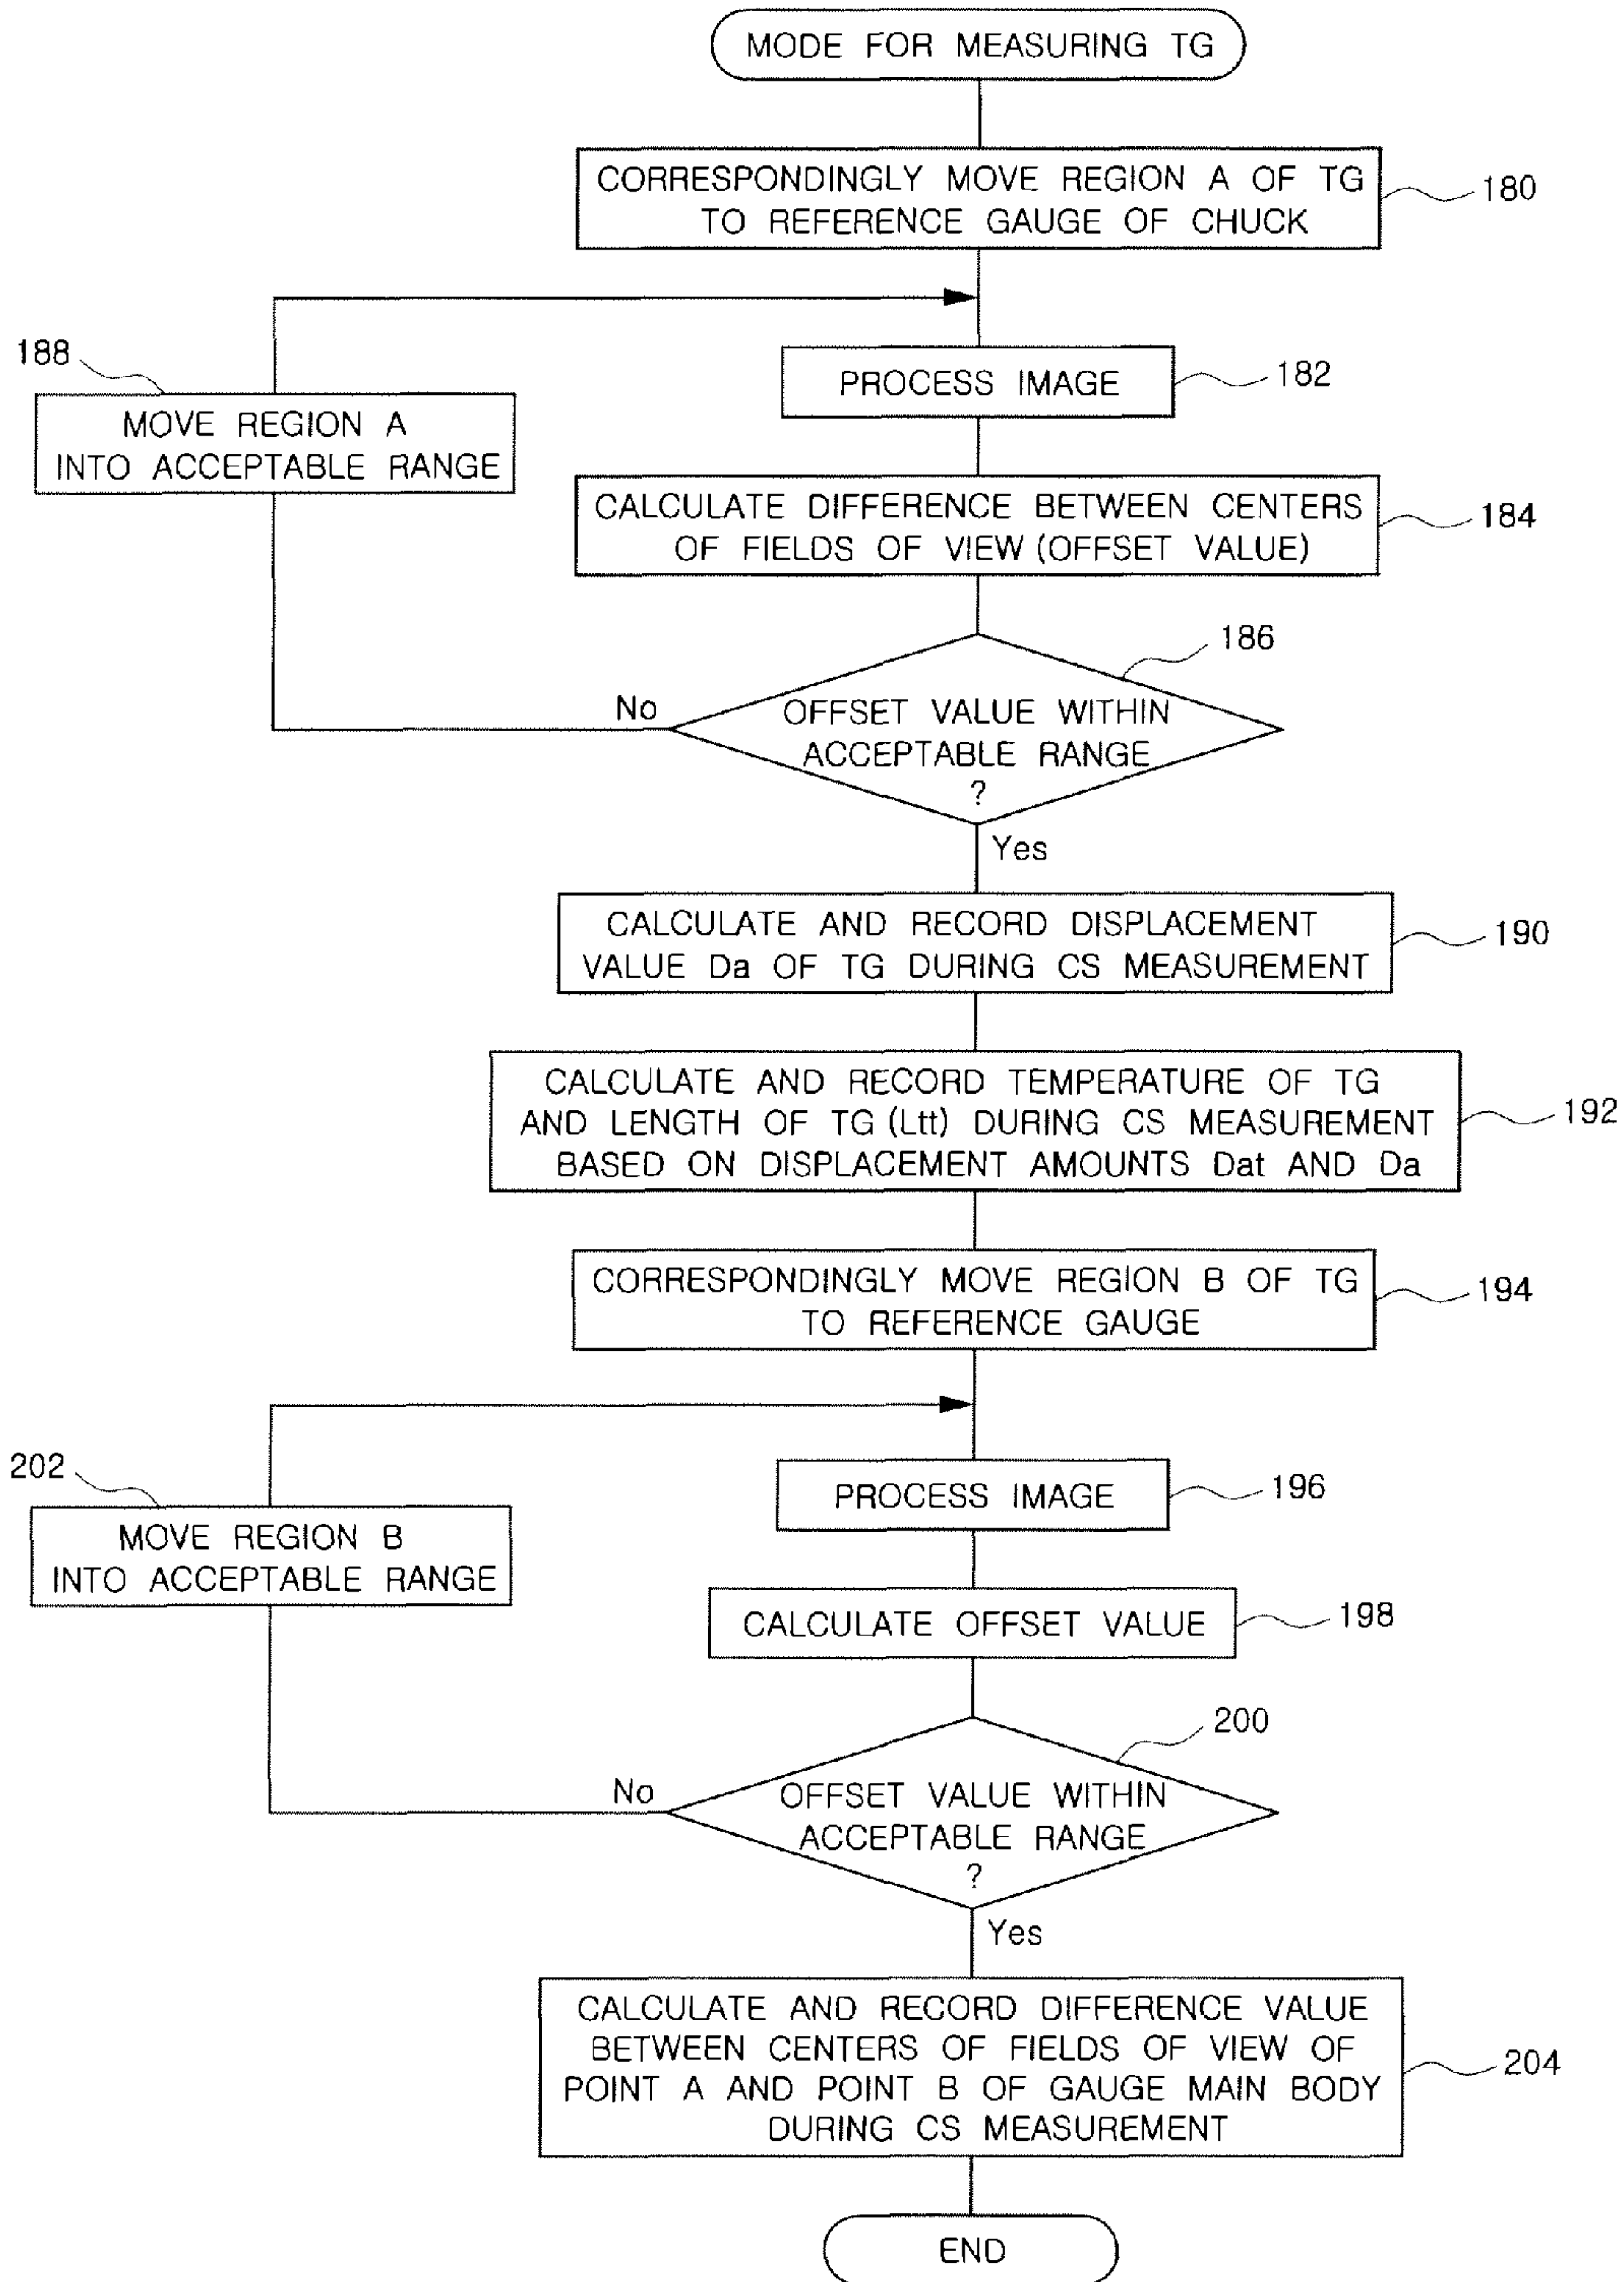 MODE FOR MEASURING TG
CORRESPONDINGLY MOVE REGION A OF TG
TO REFERENCE GAUGE OF CHUCK
180
188
MOVE REGION A
INTO ACCEPTABLE RANGE
PROCESS IMAGE
182
CALCULATE DIFFERENCE BETWEEN CENTERS
OF FIELDS OF VIEW (OFFSET VALUE)
184
186
No
OFFSET VALUE WITHIN
ACCEPTABLE RANGE
?
Yes
CALCULATE AND RECORD DISPLACEMENT
VALUE Da OF TG DURING CS MEASUREMENT
190
CALCULATE AND RECORD TEMPERATURE OF TG
AND LENGTH OF TG (Ltt) DURING CS MEASUREMENT
BASED ON DISPLACEMENT AMOUNTS Dat AND Da
192
CORRESPONDINGLY MOVE REGION B OF TG
TO REFERENCE GAUGE
194
202
MOVE REGION B
INTO ACCEPTABLE RANGE
PROCESS IMAGE
196
CALCULATE OFFSET VALUE
198
200
No
OFFSET VALUE WITHIN
ACCEPTABLE RANGE
?
Yes
CALCULATE AND RECORD DIFFERENCE VALUE
BETWEEN CENTERS OF FIELDS OF VIEW OF
POINT A AND POINT B OF GAUGE MAIN BODY
DURING CS MEASUREMENT
204
END